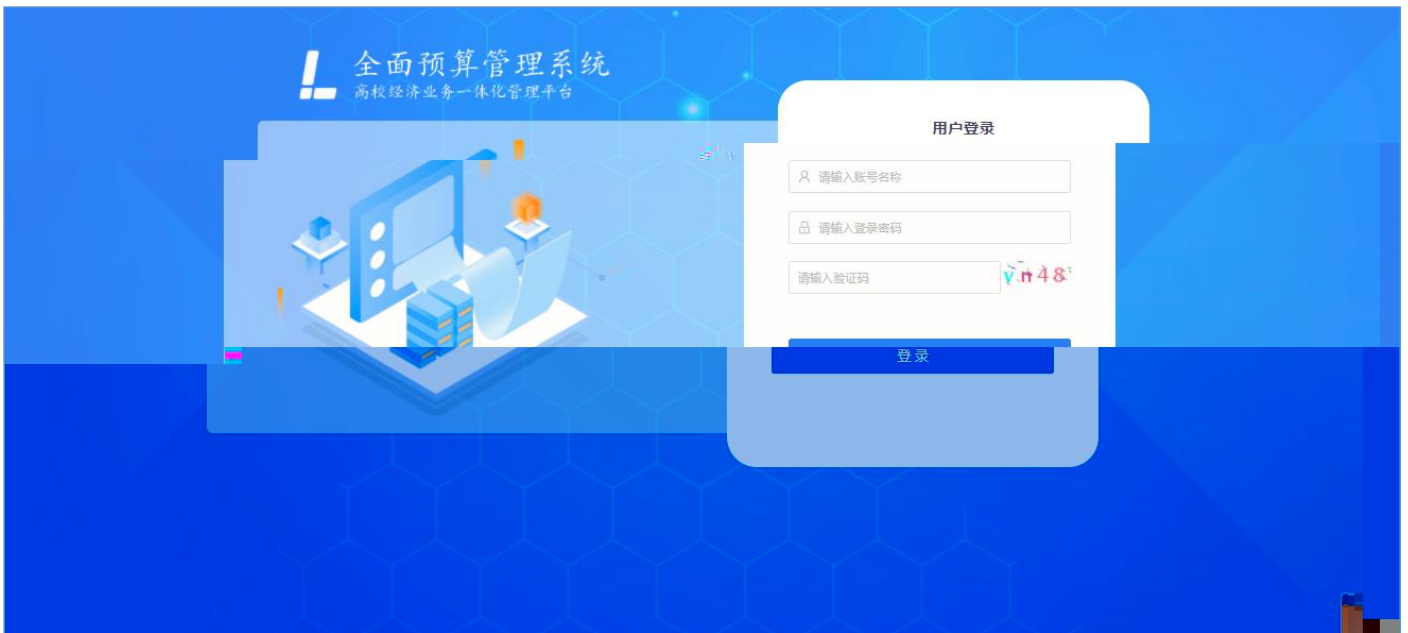 全面预算管理系统
高校经济业务一体化管理平台
用户登录
请输入账号名称
请输入登录密码
请输入验证码
登录